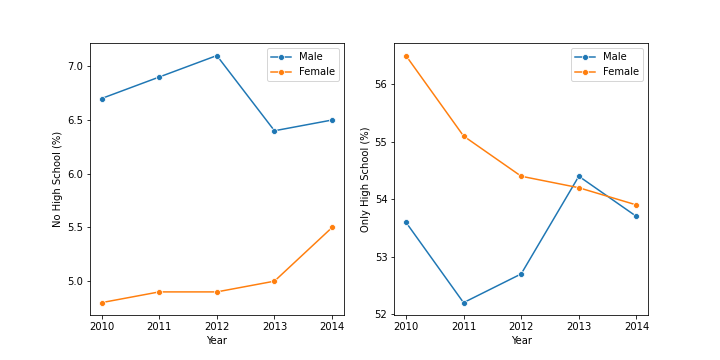 No High School (%)
7.0
6.5
6.0
5.5
5.0
2010 2011 2012 2013 2014
Year
Male
Female
Only High School (%)
56
55
54
53
52
2010 2011 2012 2013 2014
Year
Male
Female